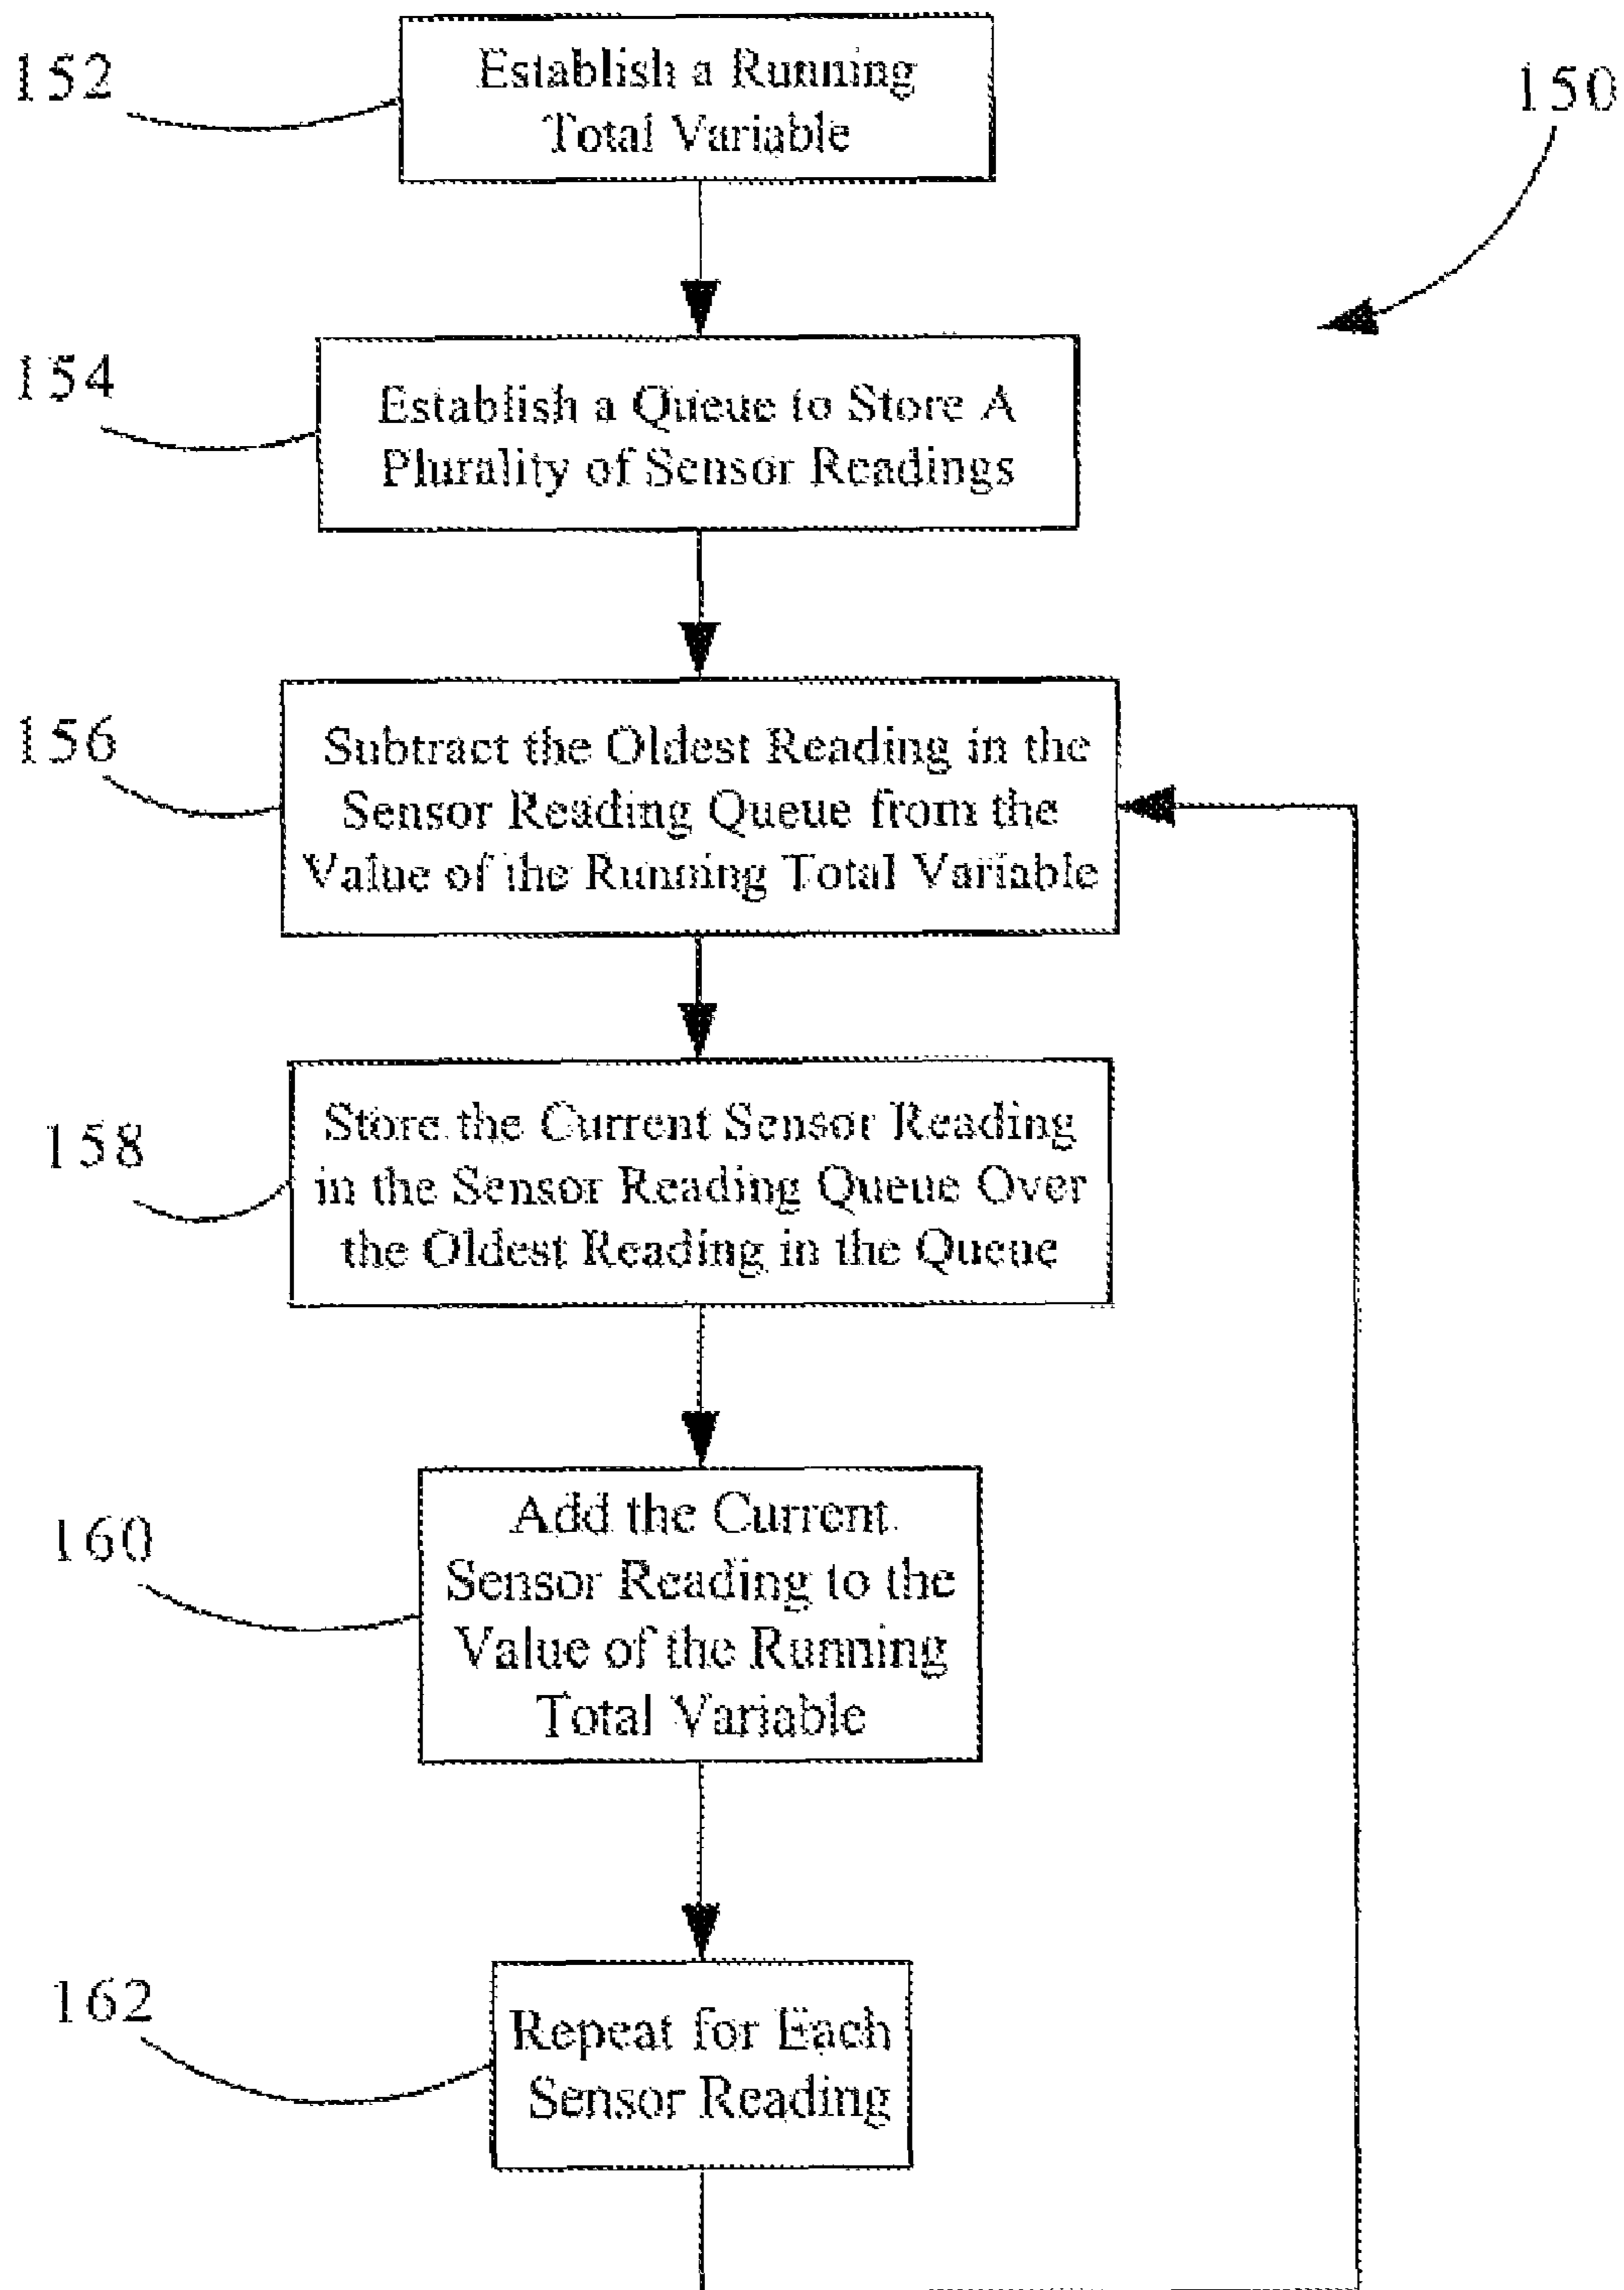 152
Establish a Running
Total Variable
150
154
Establish a Queue to Store A
Plurality of Sensor Readings
156
Subtract the Oldest Reading in the
Sensor Reading Queue from the
Value of the Running Total Variable
158
Store the Current Sensor Reading
in the Sensor Reading Queue Over
the Oldest Reading in the Queue
160
Add the Current
Sensor Reading to the
Value of the Running
Total Variable
162
Repeat for Each
Sensor Reading